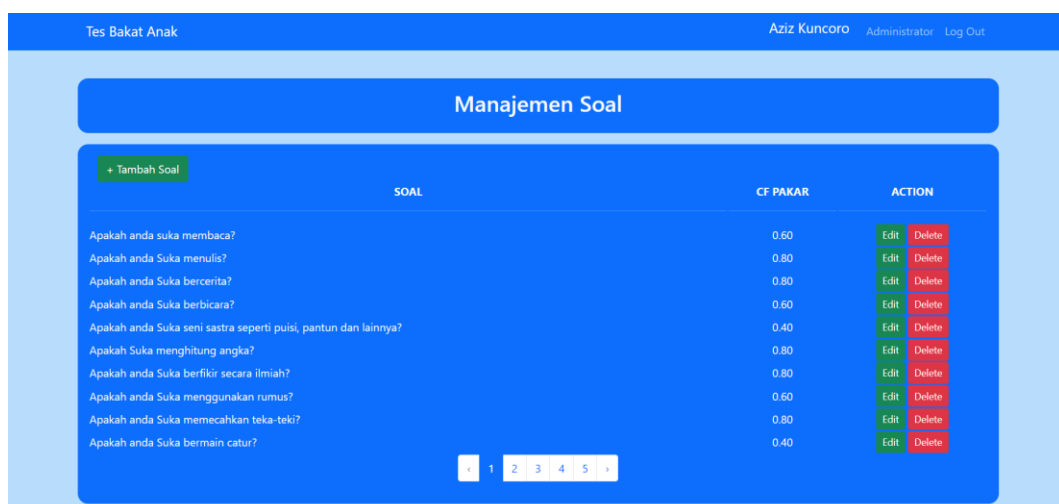 Tes Bakat Anak Aziz Kuncoro Administrator Log Out
Manajemen Soal
+ Tambah Soal
SOAL CF PAKAR ACTION
Apakah anda suka membaca? 0.60 Edit Delete
Apakah anda Suka menulis? 0.80 Edit Delete
Apakah anda Suka bercerita? 0.80 Edit Delete
Apakah anda Suka berbicara? 0.60 Edit Delete
Apakah anda Suka seni sastra seperti puisi, pantun dan lainnya? 0.40 Edit Delete
Apakah Suka menghitung angka? 0.80 Edit Delete
Apakah anda Suka berfikir secara ilmiah? 0.80 Edit Delete
Apakah anda Suka menggunakan rumus? 0.60 Edit Delete
Apakah anda Suka memecahkan teka-teki? 0.80 Edit Delete
Apakah anda Suka bermain catur? 0.40 Edit Delete
‹ 1 2 3 4 5 ›